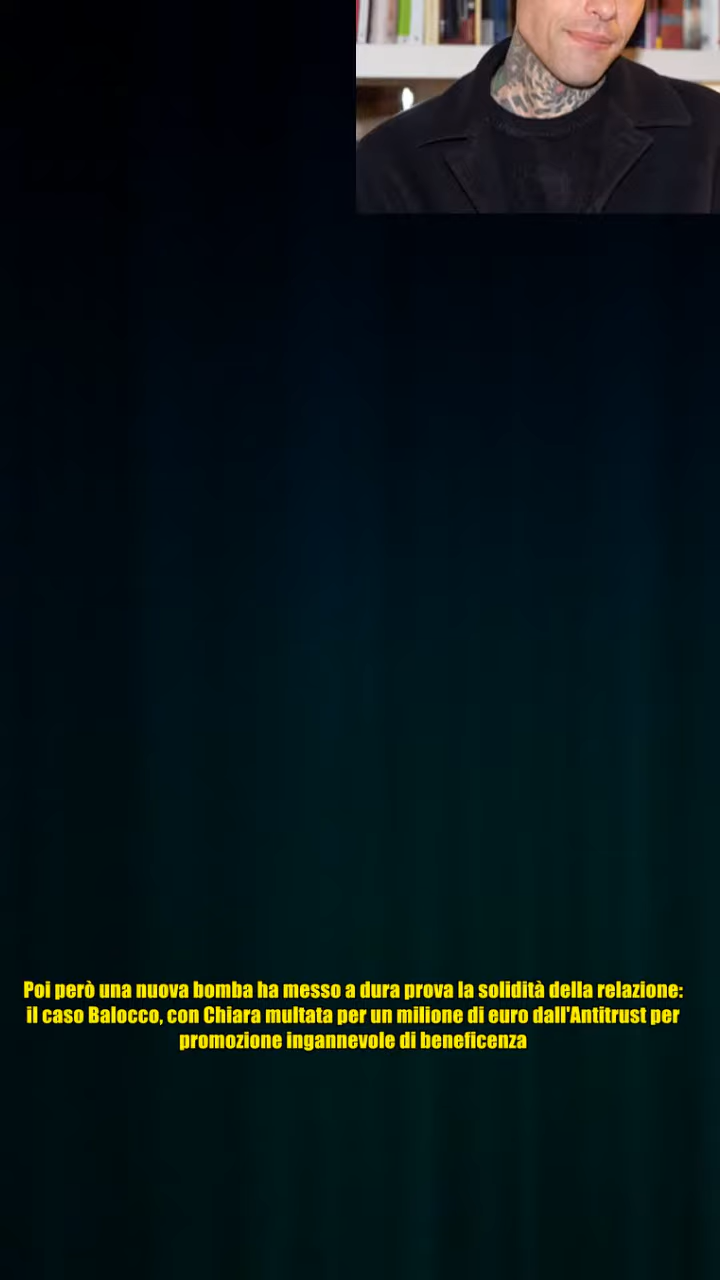 Poi però una nuova bomba ha messo a dura prova la solidità della relazione:
il caso Balocco, con Chiara multata per un milione di euro dall'Antitrust per
promozione ingannevole di beneficenza